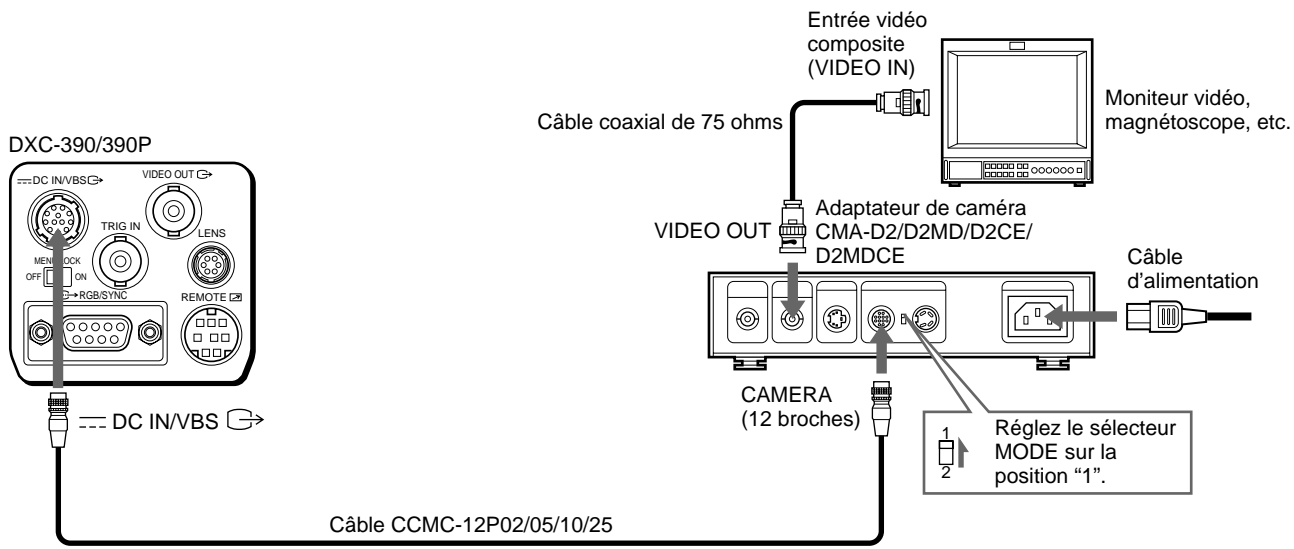 Entrée vidéo
composite
(VIDEO IN)
Câble coaxial de 75 ohms
Moniteur vidéo,
magnétoscope, etc.
DXC-390/390P
DC IN/VBS
VIDEO OUT
TRIG IN
LENS
MENU LOCK
OFF ON
RGB/SYNC
REMOTE
VIDEO OUT
Adaptateur de caméra
CMA-D2/D2MD/D2CE/
D2MDCE
Câble
d'alimentation
DC IN/VBS
CAMERA
(12 broches)
1
2
Réglez le sélecteur
MODE sur la
position “1”.
Câble CCMC-12P02/05/10/25